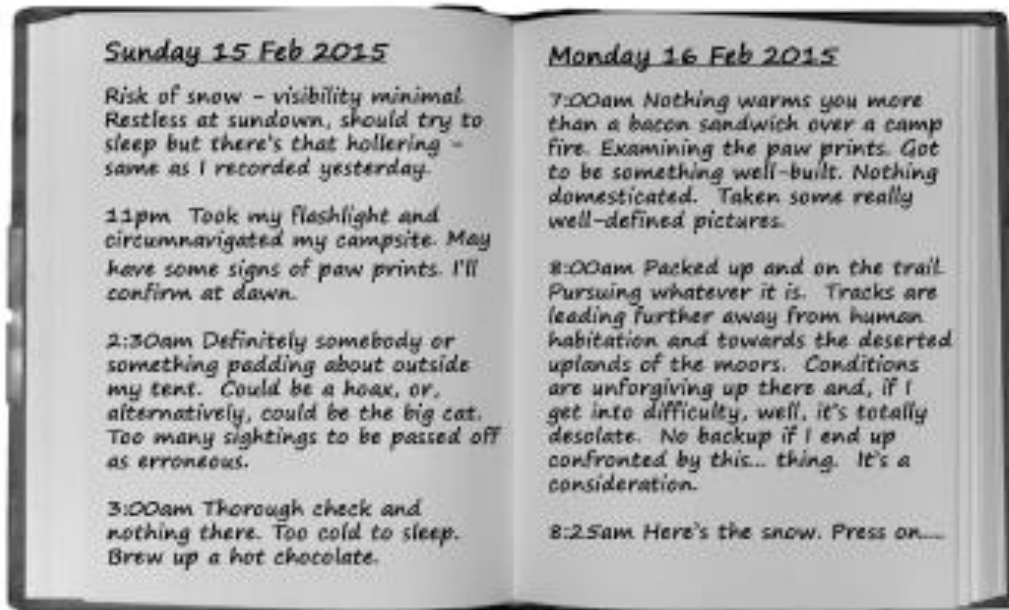 Sunday 15 Feb 2015
Risk of snow - visibility minimal.
Restless at sundown, should try to
sleep but there's that hollering -
same as I recorded yesterday.
11pm Took my flashlight and
circumnavigated my campsite. May
have some signs of paw prints. I'll
confirm at dawn.
2:30am Definitely somebody or
something padding about outside
my tent. Could be a hoax, or,
alternatively, could be the big cat.
Too many sightings to be passed off
as erroneous.
3:00am Thorough check and
nothing there. Too cold to sleep.
Brew up a hot chocolate.
Monday 16 Feb 2015
7:00am Nothing warms you more
than a bacon sandwich over a camp
fire. Examining the paw prints. Got
to be something well-built. Nothing
domesticated. Taken some really
well-defined pictures.
8:00am Packed up and on the trail.
Pursuing whatever it is. Tracks are
leading further away from human
habitation and towards the deserted
uplands of the moors. Conditions
are unforgiving up there and, if I
get into difficulty, well, it's totally
desolate. No backup if I end up
confronted by this... thing. It's a
consideration.
8:25am Here's the snow. Press on....